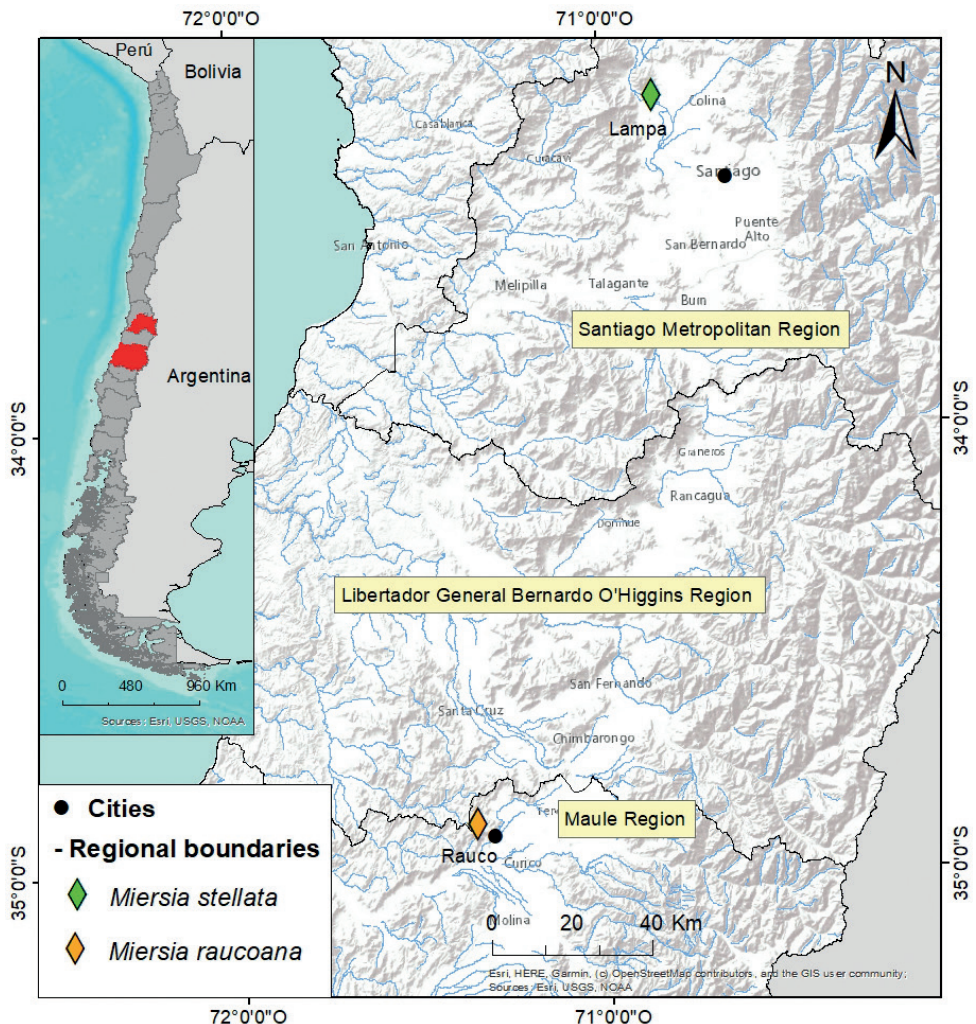 72°0'0"O
71°0'0"O
Perú
Bolivia
Argentina
0 480 960 Km
Sources: Esri, USGS, NOAA
N
Colina
Lampa
Casablanca
Curacaví
Santiago
Puente
Alto
San Bernardo
San Antonio
Melipilla
Talagante
Santiago Metropolitan Region
34°0'0"S
34°0'0"S
Graneros
Rancagua
Libertador General Bernardo O'Higgins Region
San Fernando
Santa Cruz
Chimbarongo
Maule Region
Rauco
Curicó
Molina
35°0'0"S
35°0'0"S
Cities
- Regional boundaries
Miersia stellata
Miersia raucoana
0 20 40 Km
Esri, HERE, Garmin, (c) OpenStreetMap contributors, and the GIS user community;
Sources: Esri, USGS, NOAA
72°0'0"O
71°0'0"O